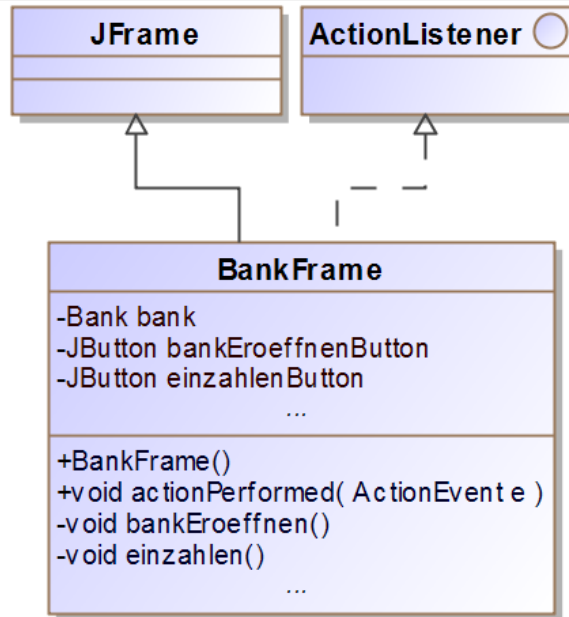 JFrame
ActionListener
BankFrame
-Bank bank
-JButton bankEroeffnenButton
-JButton einzahlenButton
...
+BankFrame()
+void actionPerformed( ActionEvent e )
-void bankEroeffnen()
-void einzahlen()
...